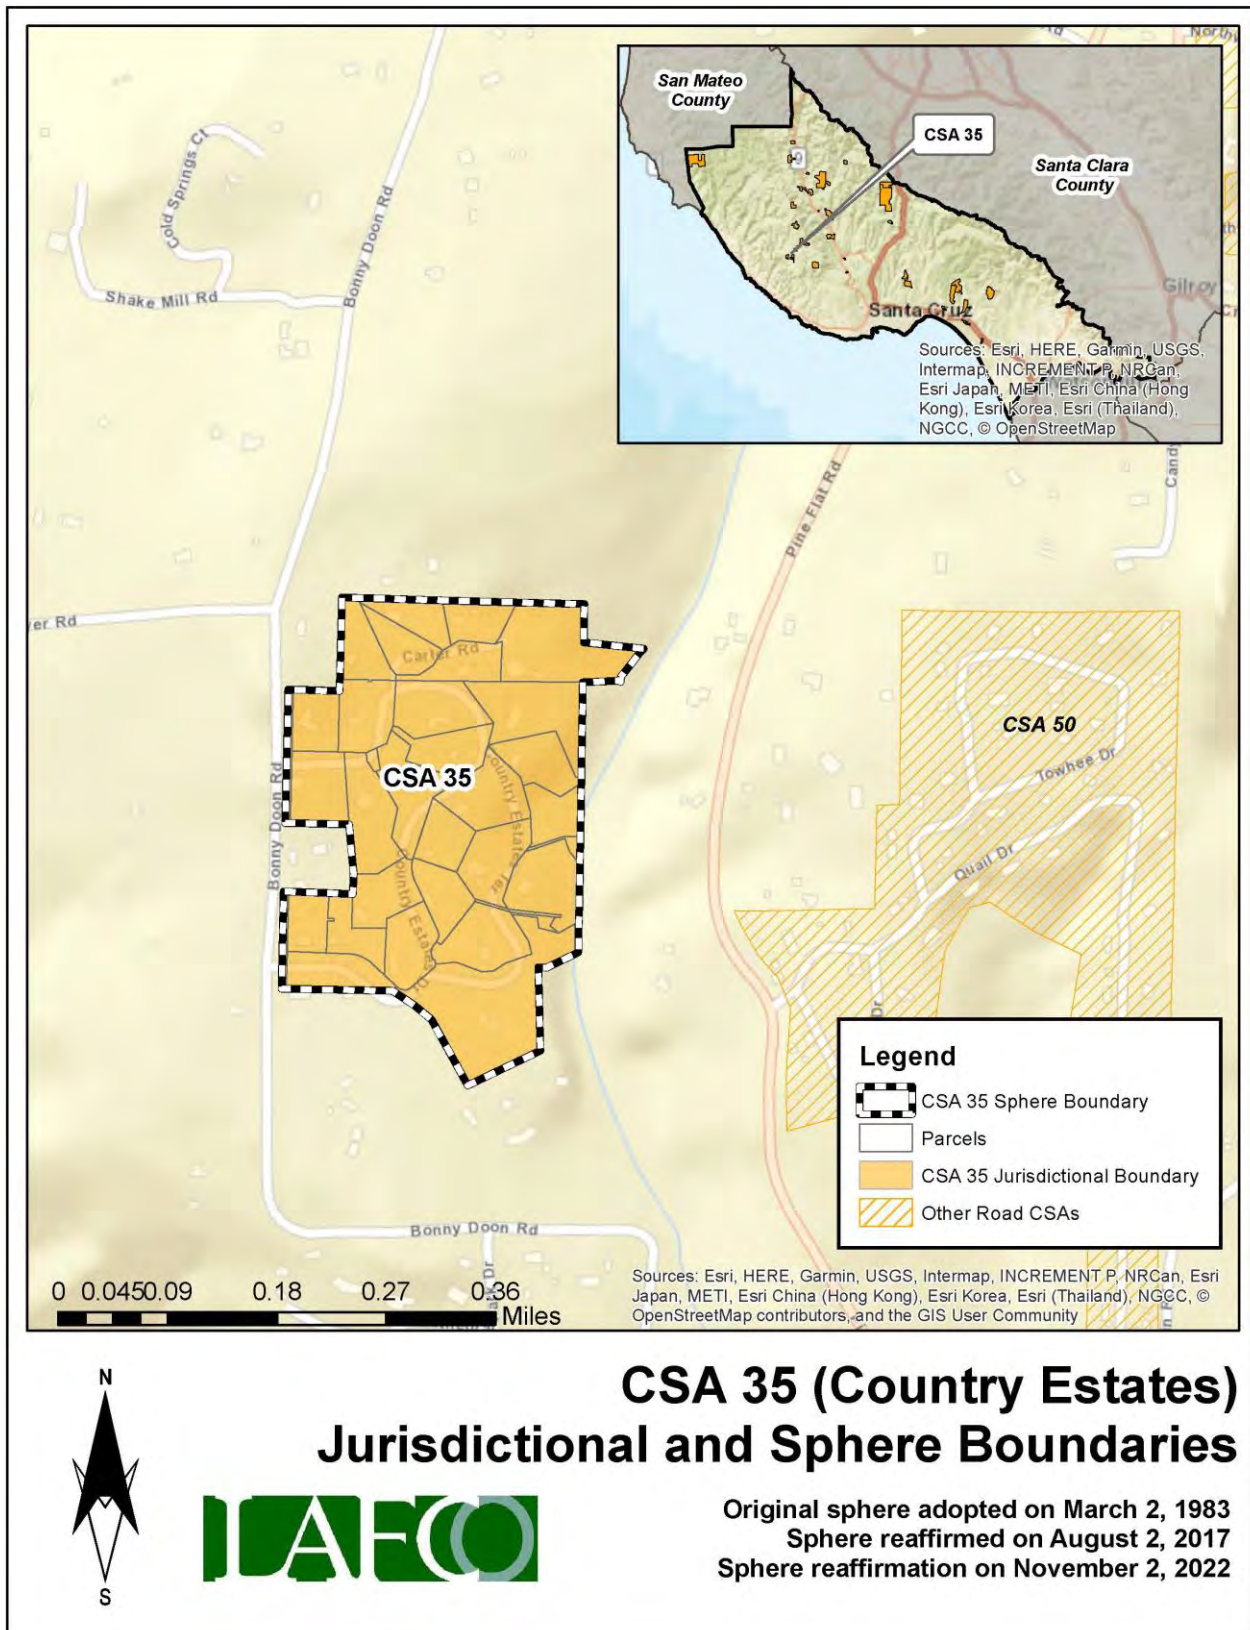 Cold Springs Ct
Shake Mill Rd
Bonny Doon Rd
San Mateo
County
CSA 35
Santa Clara
County
9
Gilroy
Santa Cruz
Sources: Esri, HERE, Garmin, USGS,
Intermap, INCREMENT P, NRCan,
Esri Japan, METI, Esri China (Hong
Kong), Esri Korea, Esri (Thailand),
NGCC, © OpenStreetMap
Pine Flat Rd
Candy
ver Rd
Carter Rd
CSA 35
Country Estates Ter
Country Estates Dr
Bonny Doon Rd
CSA 50
Towhee Dr
Quail Dr
Dr
Legend
CSA 35 Sphere Boundary
Parcels
CSA 35 Jurisdictional Boundary
Other Road CSAs
Bonny Doon Rd
0 0.0450.09 0.18 0.27 0.36
Miles
Sources: Esri, HERE, Garmin, USGS, Intermap, INCREMENT P, NRCan, Esri
Japan, METI, Esri China (Hong Kong), Esri Korea, Esri (Thailand), NGCC, ©
OpenStreetMap contributors, and the GIS User Community
N
S
CSA 35 (Country Estates)
Jurisdictional and Sphere Boundaries
LAFCO
Original sphere adopted on March 2, 1983
Sphere reaffirmed on August 2, 2017
Sphere reaffirmation on November 2, 2022